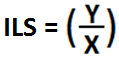 ILS = (Y/X)